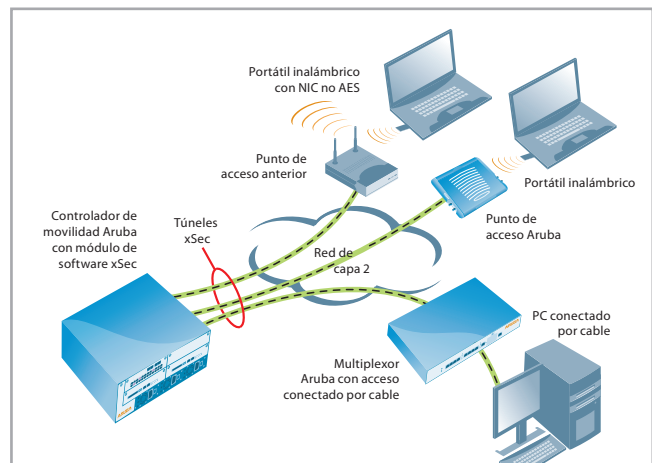 Portátil inalámbrico
con NIC no AES
Punto de
acceso anterior
Portátil inalámbrico
Punto de
acceso Aruba
Controlador de
movilidad Aruba
con módulo de
software xSec
Túneles
xSec
Red de
capa 2
PC conectado
por cable
Multiplexor
Aruba con acceso
conectado por cable